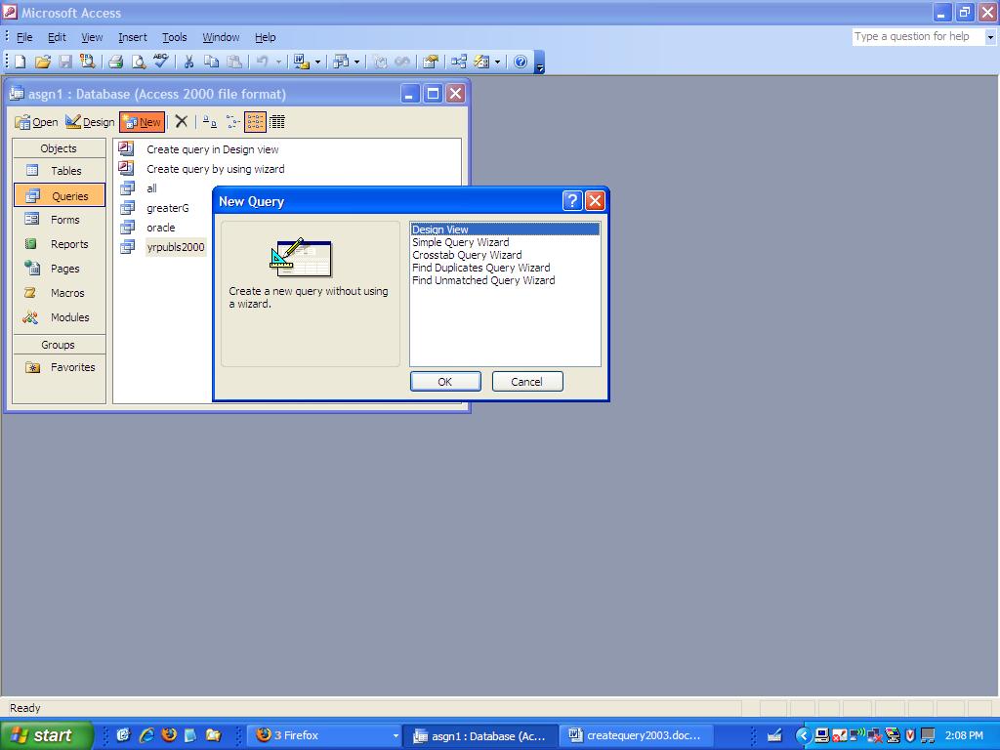 Microsoft Access
File Edit View Insert Tools Window Help
Type a question for help
asgn1 : Database (Access 2000 file format)
Open Design New
Objects
Tables
Queries
Forms
Reports
Pages
Macros
Modules
Groups
Favorites
Create query in Design view
Create query by using wizard
all
greaterG
oracle
yrpubls2000
New Query
Create a new query without using
a wizard.
Design View
Simple Query Wizard
Crosstab Query Wizard
Find Duplicates Query Wizard
Find Unmatched Query Wizard
OK Cancel
Ready
start 3 Firefox asgn1 : Database (Ac... createquery2003.doc... 2:08 PM